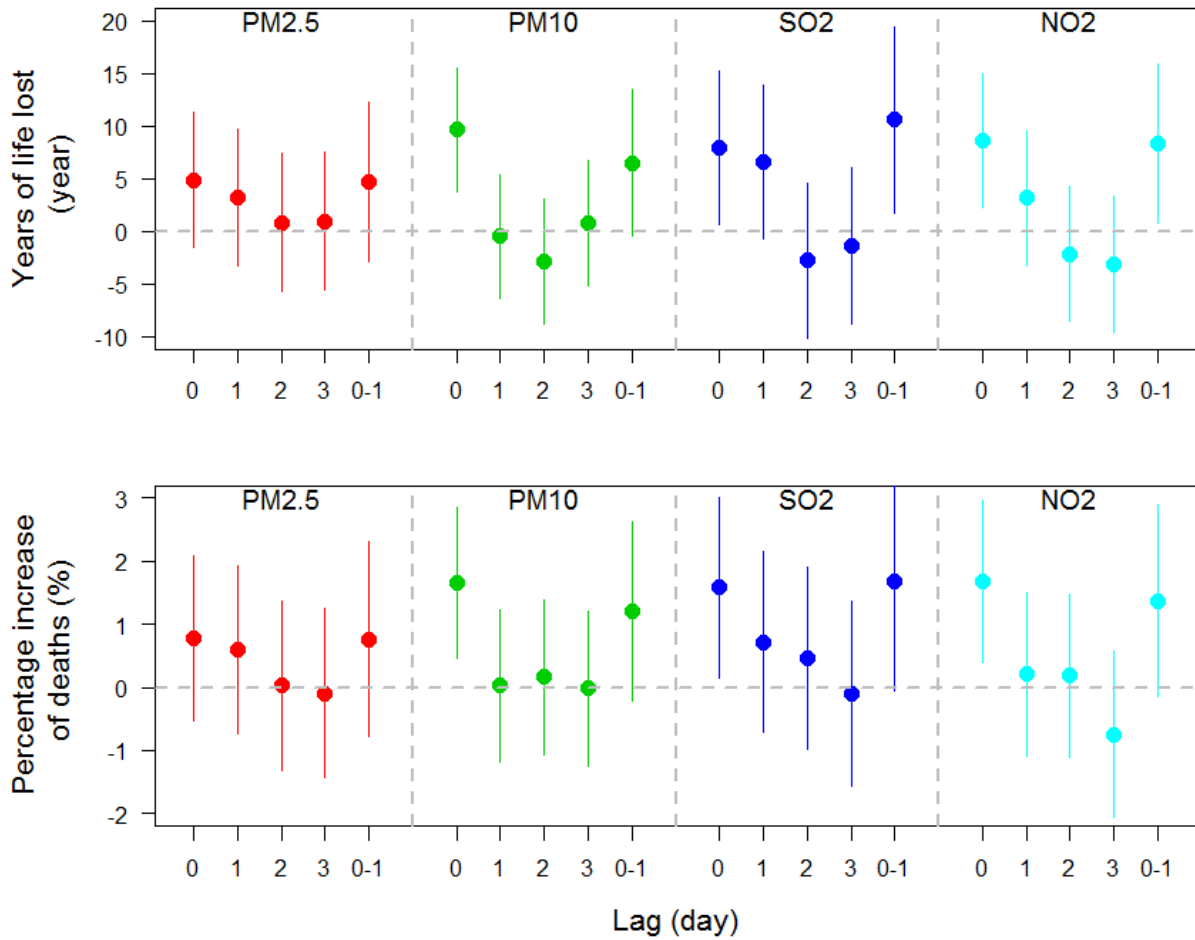 PM2.5 PM10 SO2 NO2
Years of life lost
(year)
20
15
10
5
0
-5
-10
0 1 2 3 0-1 0 1 2 3 0-1 0 1 2 3 0-1 0 1 2 3 0-1
PM2.5 PM10 SO2 NO2
Percentage increase
of deaths (%)
3
2
1
0
-1
-2
0 1 2 3 0-1 0 1 2 3 0-1 0 1 2 3 0-1 0 1 2 3 0-1
Lag (day)